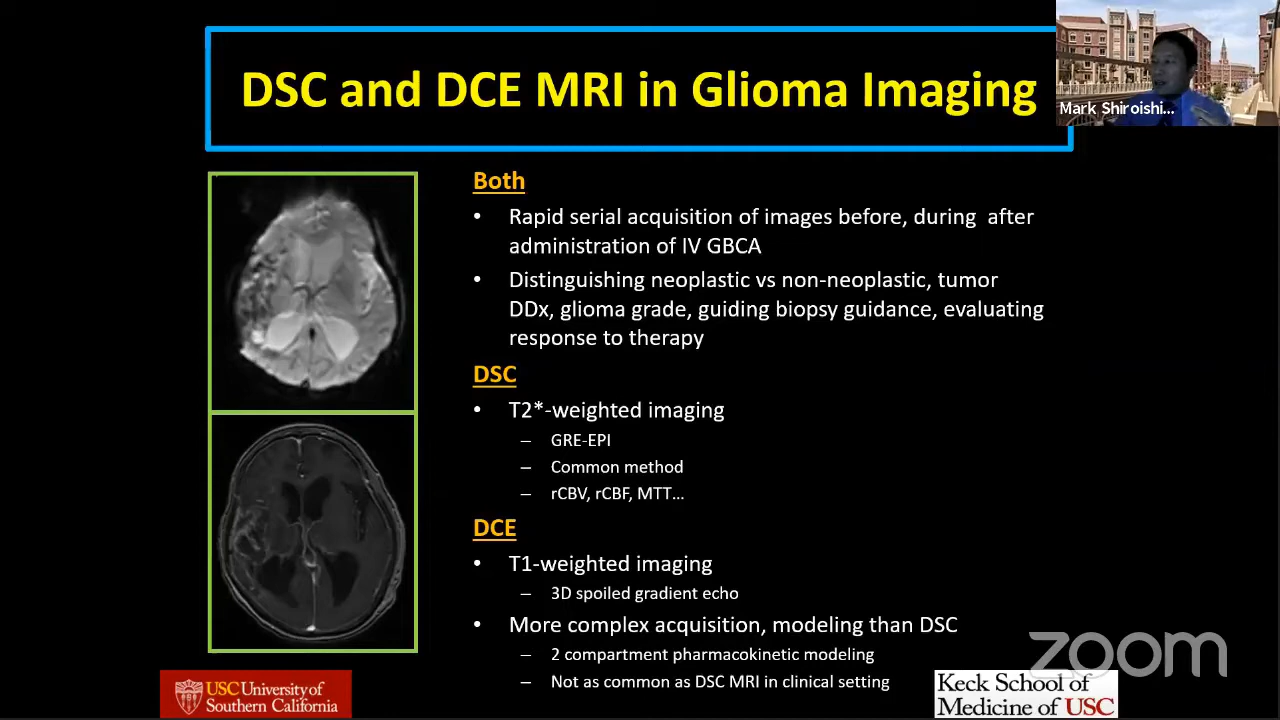 DSC and DCE MRI in Glioma Imaging
Mark Shiroishi...
Both
• Rapid serial acquisition of images before, during after
administration of IV GBCA
• Distinguishing neoplastic vs non-neoplastic, tumor
DDx, glioma grade, guiding biopsy guidance, evaluating
response to therapy
DSC
• T2*-weighted imaging
– GRE-EPI
– Common method
– rCBV, rCBF, MTT…
DCE
• T1-weighted imaging
– 3D spoiled gradient echo
• More complex acquisition, modeling than DSC
– 2 compartment pharmacokinetic modeling
– Not as common as DSM MRI in clinical setting
zoom
USC University of
Southern California
Keck School of
Medicine of USC